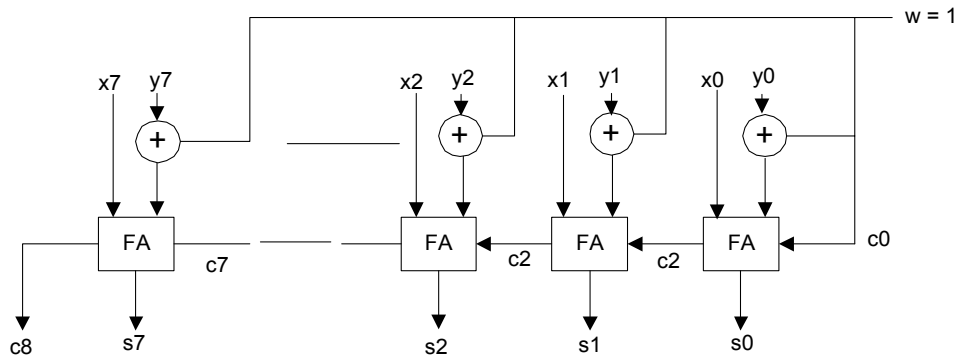 w = 1
x7 y7 x2 y2 x1 y1 x0 y0
+ + + +
FA FA FA FA
c7 c2 c2 c0
c8 s7 s2 s1 s0